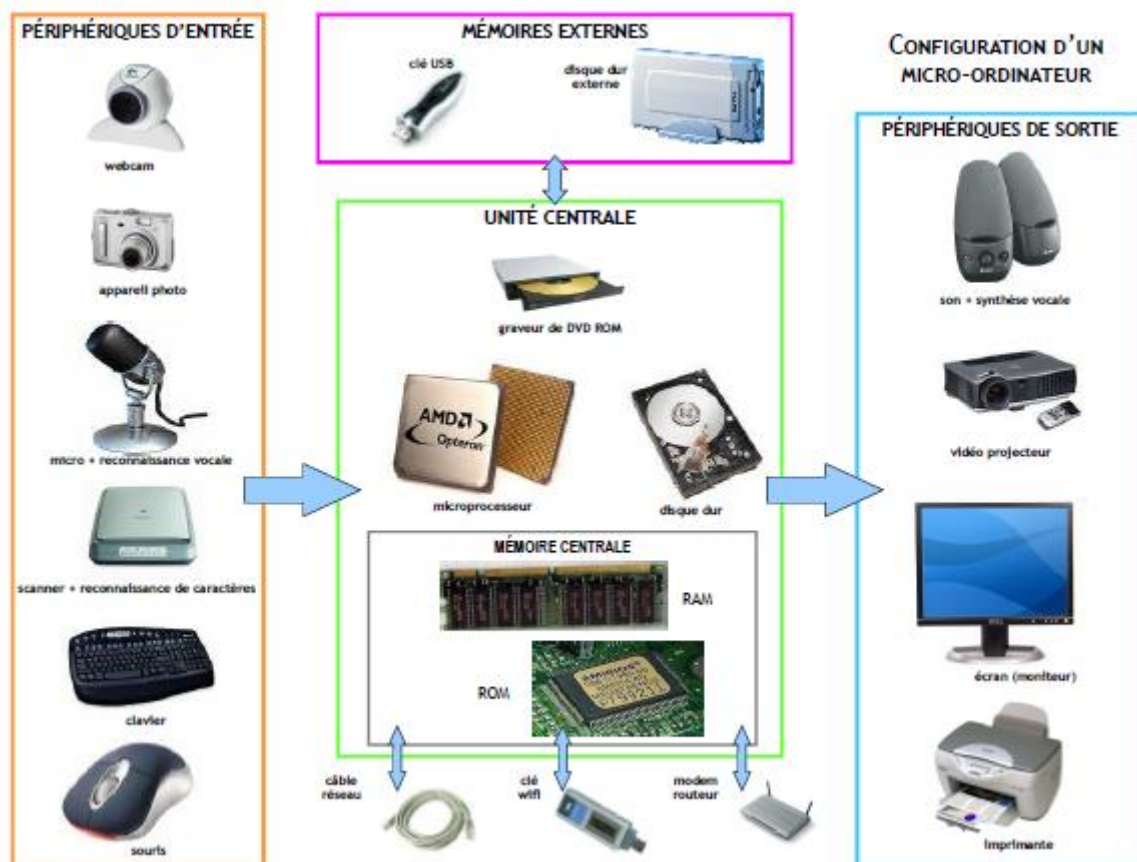 PÉRIPHÉRIQUES D'ENTRÉE
webcam
appareil photo
micro + reconnaissance vocale
scanner + reconnaissance de caractères
clavier
souris
MÉMOIRES EXTERNES
clé USB
disque dur
externe
UNITÉ CENTRALE
graveur de DVD ROM
AMD
Opteron
microprocesseur
disque dur
MÉMOIRE CENTRALE
RAM
ROM
câble
réseau
clé
wifi
modem
routeur
CONFIGURATION D'UN
MICRO-ORDINATEUR
PÉRIPHÉRIQUES DE SORTIE
son + synthèse vocale
vidéo projecteur
DELL
écran (moniteur)
imprimante